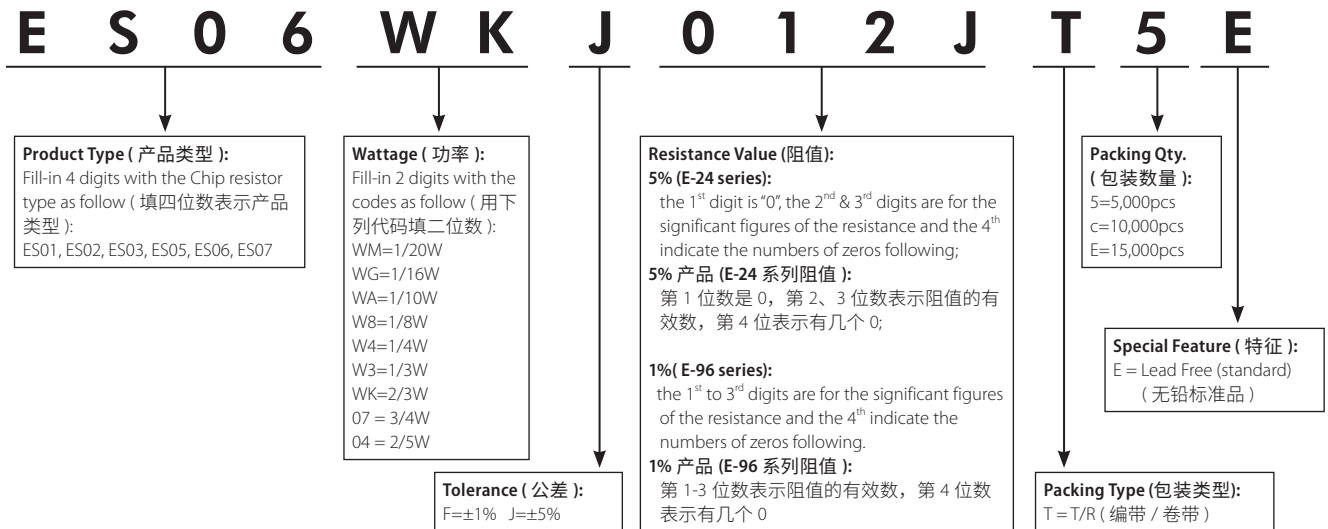 E S 0 6 W K J 0 1 2 J T 5 E
Product Type ( 产品类型 ):
Fill-in 4 digits with the Chip resistor
type as follow ( 填四位数表示产品
类型 ):
ES01, ES02, ES03, ES05, ES06, ES07
Wattage ( 功率 ):
Fill-in 2 digits with the
codes as follow ( 用下
列代码填二位数 ):
WM=1/20W
WG=1/16W
WA=1/10W
W8=1/8W
W4=1/4W
W3=1/3W
WK=2/3W
07 = 3/4W
04 = 2/5W
Tolerance ( 公差 ):
F=±1% J=±5%
Resistance Value (阻值):
5% (E-24 series):
the 1st digit is “0”, the 2nd & 3rd digits are for the
significant figures of the resistance and the 4th
indicate the numbers of zeros following;
5% 产品 (E-24 系列阻值 ):
第 1 位数是 0，第 2、3 位数表示阻值的有
效数，第 4 位表示有几个 0;
1%( E-96 series):
the 1st to 3rd digits are for the significant figures
of the resistance and the 4th indicate the
numbers of zeros following.
1% 产品 (E-96 系列阻值 ):
第 1-3 位数表示阻值的有效数，第 4 位数
表示有几个 0
Packing Type (包装类型):
T = T/R ( 编带 / 卷带 )
Packing Qty.
( 包装数量 ):
5=5,000pcs
c=10,000pcs
E=15,000pcs
Special Feature ( 特征 ):
E = Lead Free (standard)
( 无铅标准品 )